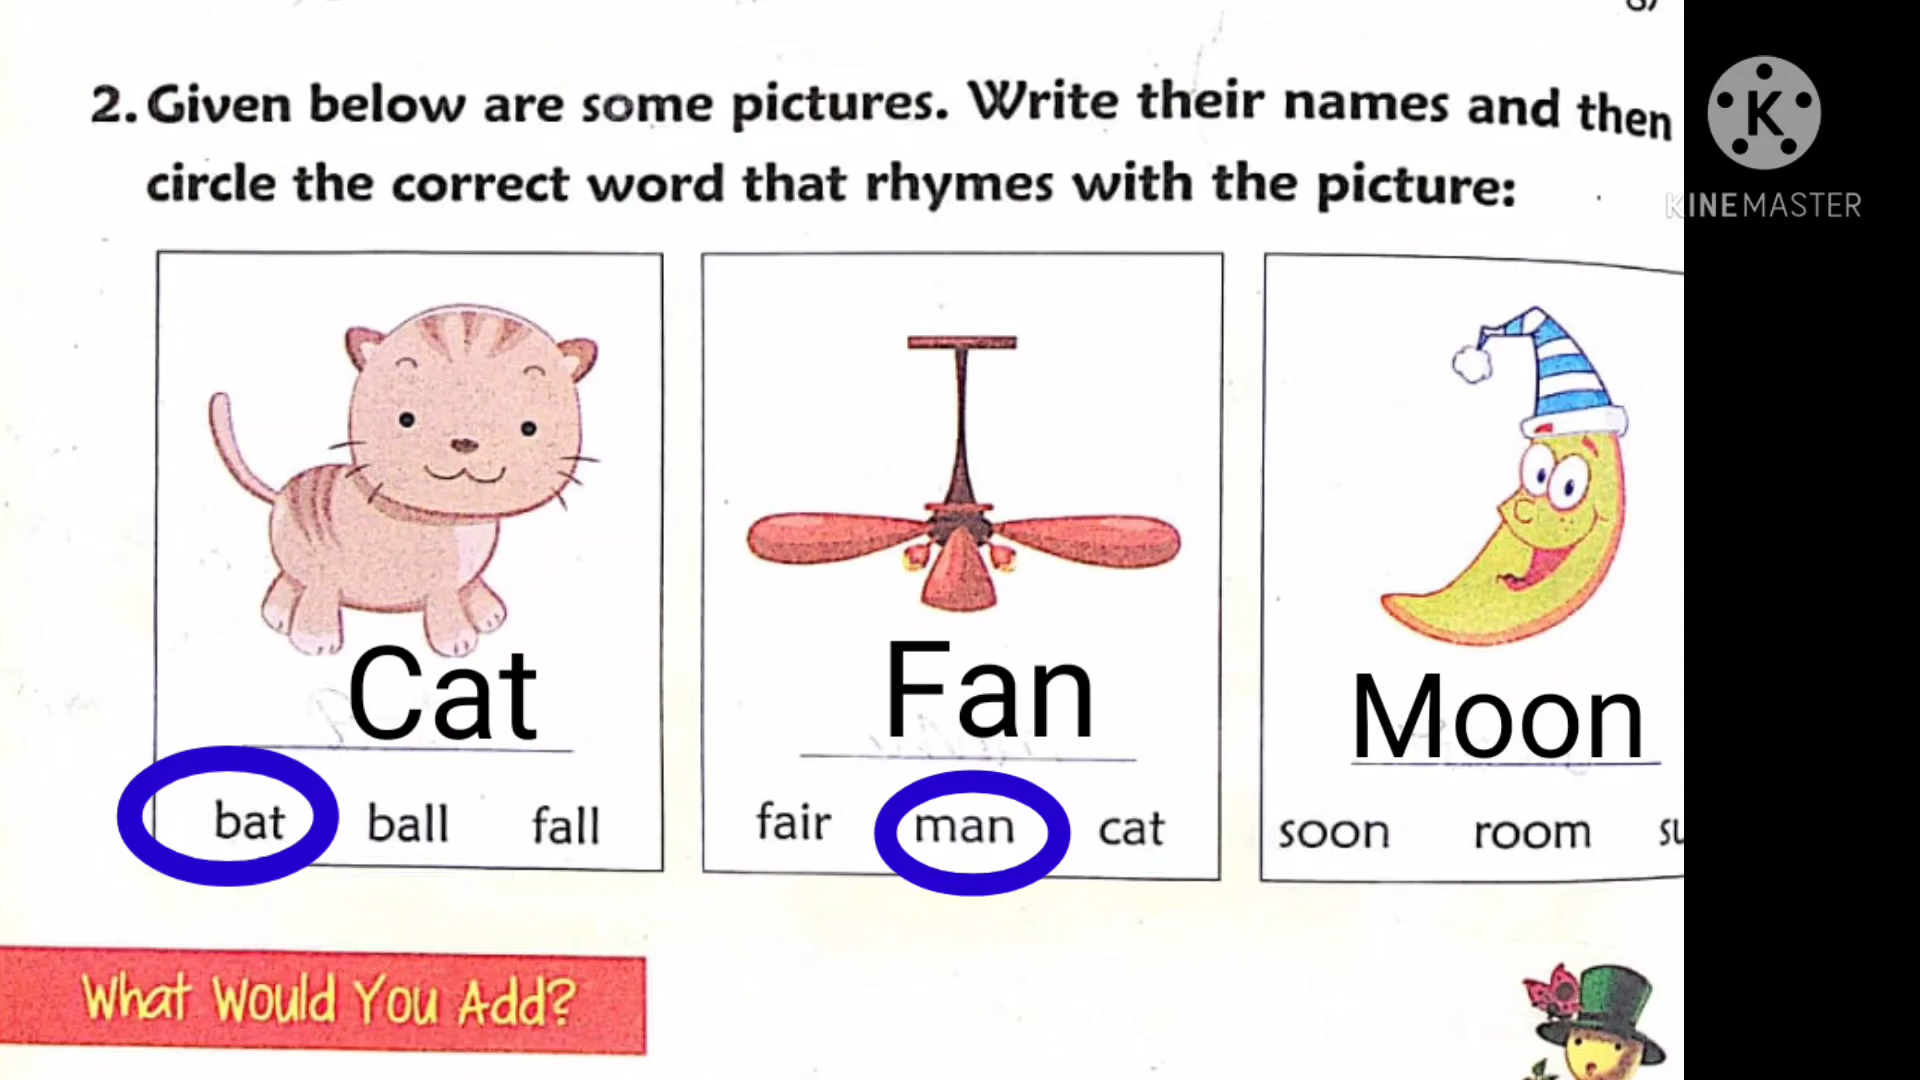 2. Given below are some pictures. Write their names and then
circle the correct word that rhymes with the picture:
K
KINEMASTER
Cat
Fan
Moon
bat ball fall
fair man cat
soon room
What Would You Add?